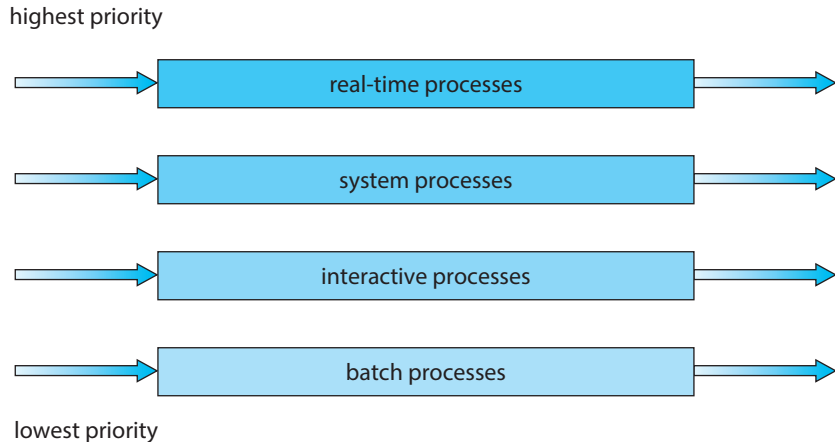 highest priority
real-time processes
system processes
interactive processes
batch processes
lowest priority